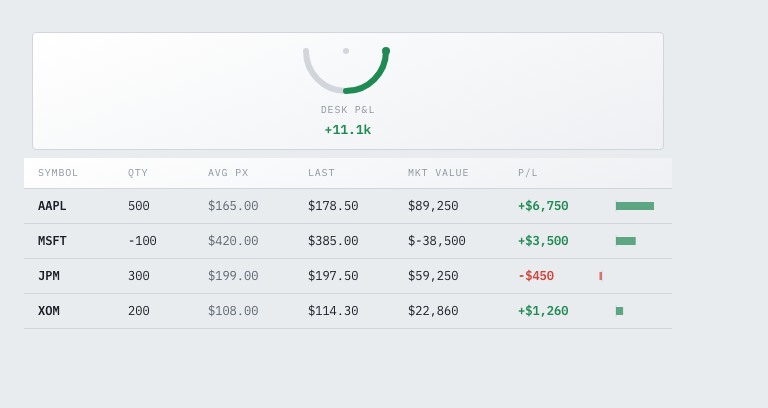 DESK P&L
+11.1k
SYMBOL QTY AVG PX LAST MKT VALUE P/L
AAPL 500 $165.00 $178.50 $89,250 +$6,750
MSFT -100 $420.00 $385.00 $-38,500 +$3,500
JPM 300 $199.00 $197.50 $59,250 -$450
XOM 200 $108.00 $114.30 $22,860 +$1,260